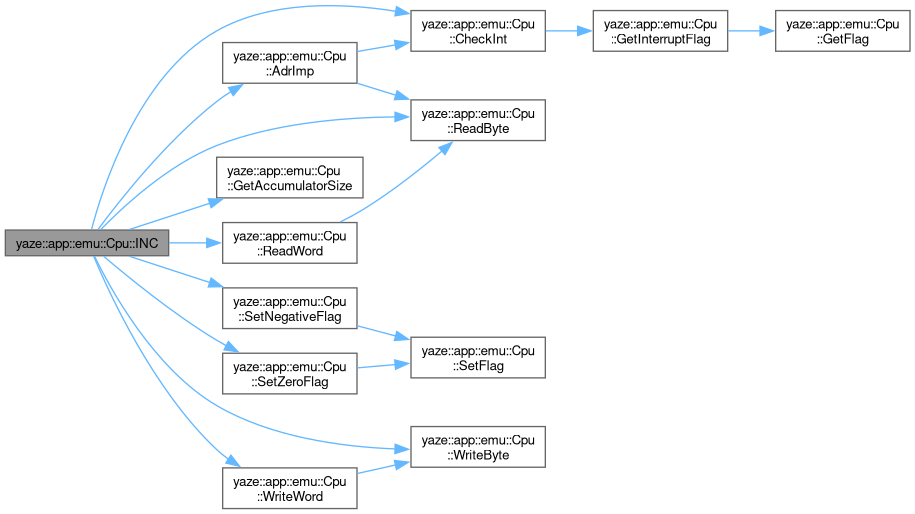 yaze::app::emu::Cpu::INC
yaze::app::emu::Cpu
::AdrImp
yaze::app::emu::Cpu
::GetAccumulatorSize
yaze::app::emu::Cpu
::ReadWord
yaze::app::emu::Cpu
::SetNegativeFlag
yaze::app::emu::Cpu
::SetZeroFlag
yaze::app::emu::Cpu
::WriteWord
yaze::app::emu::Cpu
::CheckInt
yaze::app::emu::Cpu
::ReadByte
yaze::app::emu::Cpu
::SetFlag
yaze::app::emu::Cpu
::WriteByte
yaze::app::emu::Cpu
::GetInterruptFlag
yaze::app::emu::Cpu
::GetFlag